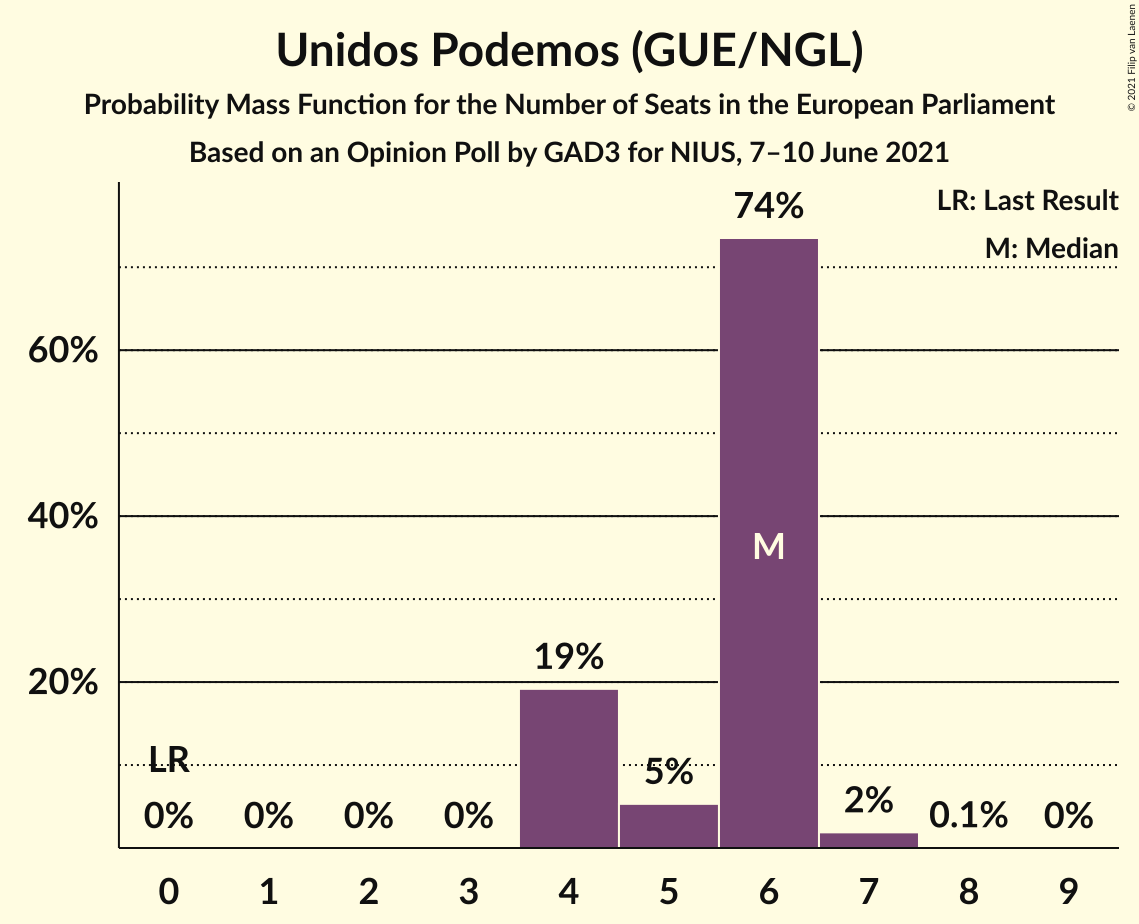 Unidos Podemos (GUE/NGL)
Probability Mass Function for the Number of Seats in the European Parliament
Based on an Opinion Poll by GAD3 for NIUS, 7–10 June 2021
© 2021 Filip van Laenen
LR: Last Result
M: Median
74%
60%
40%
M
19%
20%
LR
5%
0% 0% 0% 0% 2% 0.1% 0%
0 1 2 3 4 5 6 7 8 9